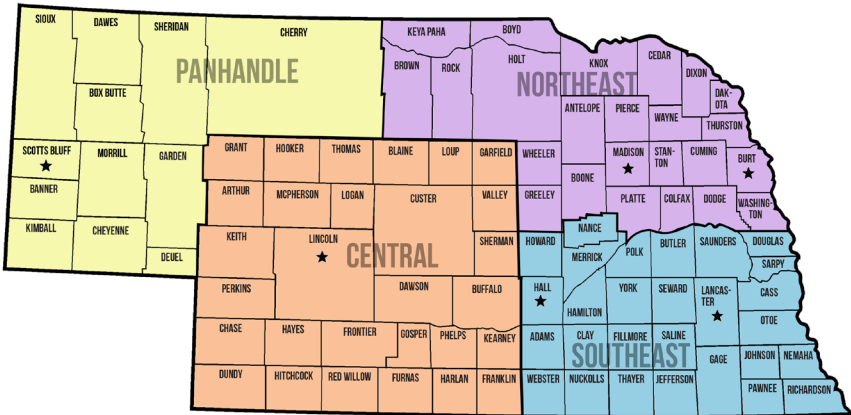 SIOUX
DAWES
SHERIDAN
CHERRY
KEYA PAHA
BOYD
CEDAR
KNOX
DIXON
BROWN
ROCK
HOLT
PANHANDLE
NORTHEAST
BOX BUTTE
DAK-
OTA
ANTELOPE
PIERCE
WAYNE
THURSTON
SCOTTS BLUFF
MORRILL
GARDEN
GRANT
HOOKER
THOMAS
BLAINE
LOUP
GARFIELD
WHEELER
MADISON
STAN-
TON
CUMING
BURT
BOONE
BANNER
ARTHUR
MCPHERSON
LOGAN
CUSTER
VALLEY
GREELEY
PLATTE
COLFAX
DODGE
WASHING-
TON
KIMBALL
CHEYENNE
DEUEL
KEITH
LINCOLN
SHERMAN
HOWARD
NANCE
MERRICK
POLK
BUTLER
SAUNDERS
DOUGLAS
SARPY
CENTRAL
PERKINS
DAWSON
BUFFALO
HALL
HAMILTON
YORK
SEWARD
LANCAS-
TER
CASS
OTOE
CHASE
HAYES
FRONTIER
GOSPER
PHELPS
KEARNEY
ADAMS
CLAY
FILLMORE
SALINE
GAGE
JOHNSON
NEMAHA
SOUTHEAST
DUNDY
HITCHCOCK
RED WILLOW
FURNAS
HARLAN
FRANKLIN
WEBSTER
NUCKOLLS
THAYER
JEFFERSON
PAWNEE
RICHARDSON